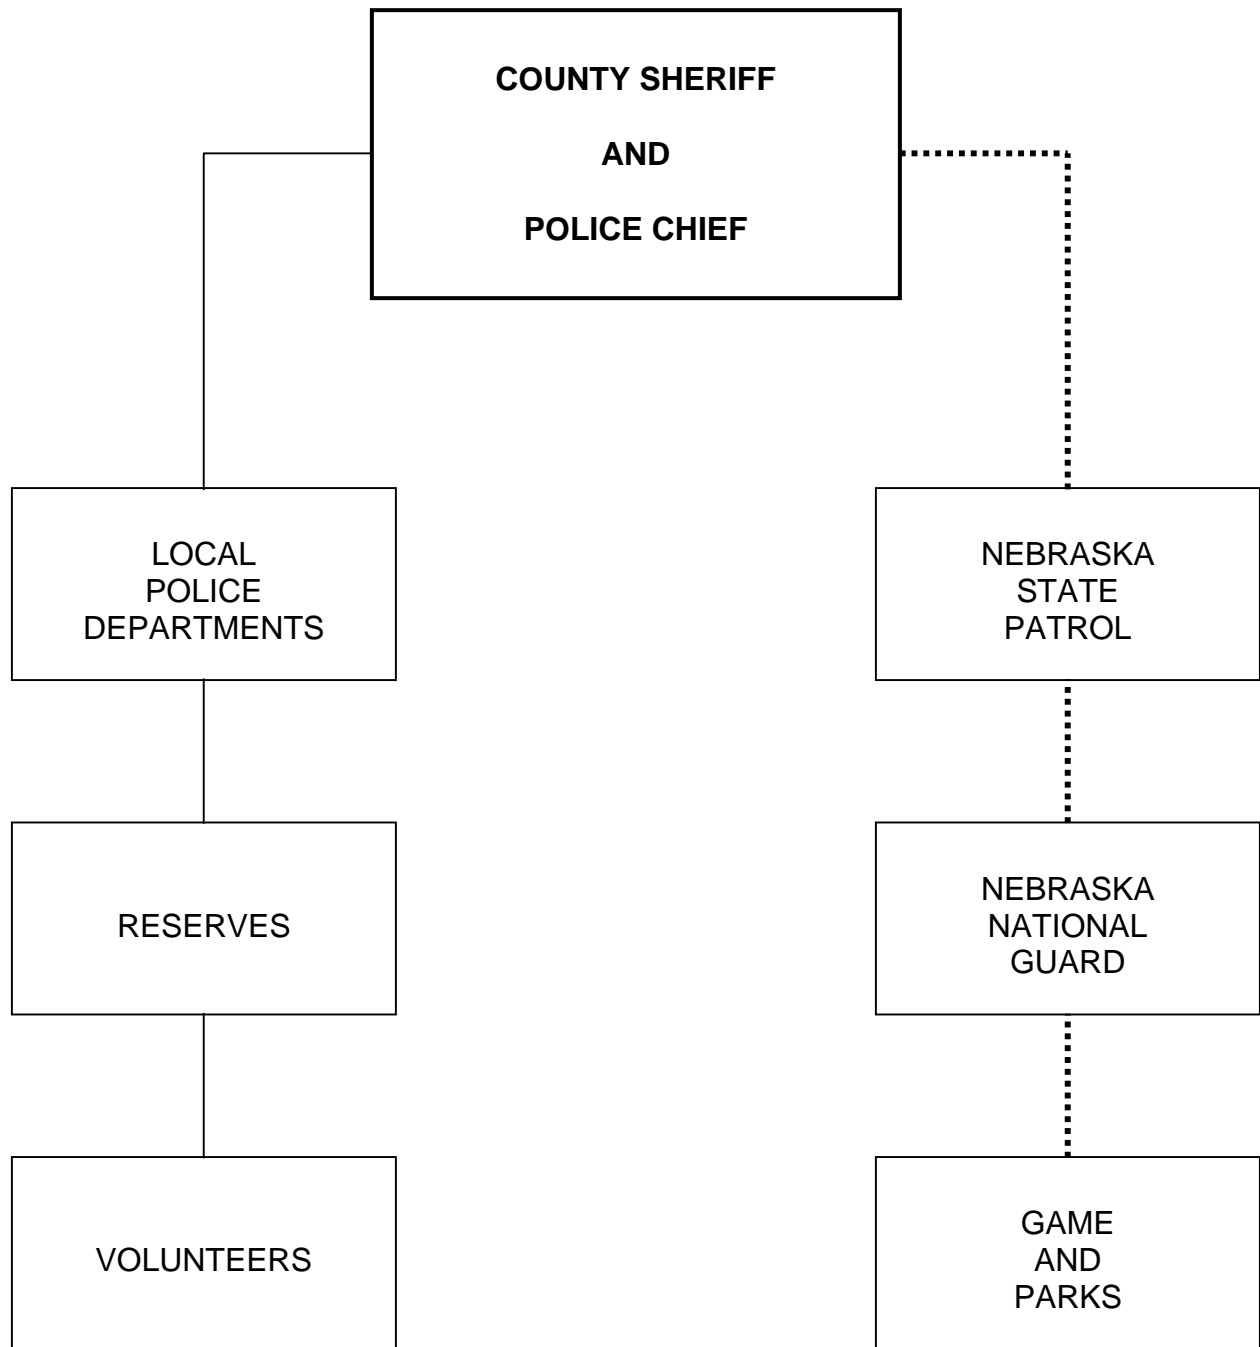 COUNTY SHERIFF
AND
POLICE CHIEF
LOCAL
POLICE
DEPARTMENTS
NEBRASKA
STATE
PATROL
RESERVES
NEBRASKA
NATIONAL
GUARD
VOLUNTEERS
GAME
AND
PARKS